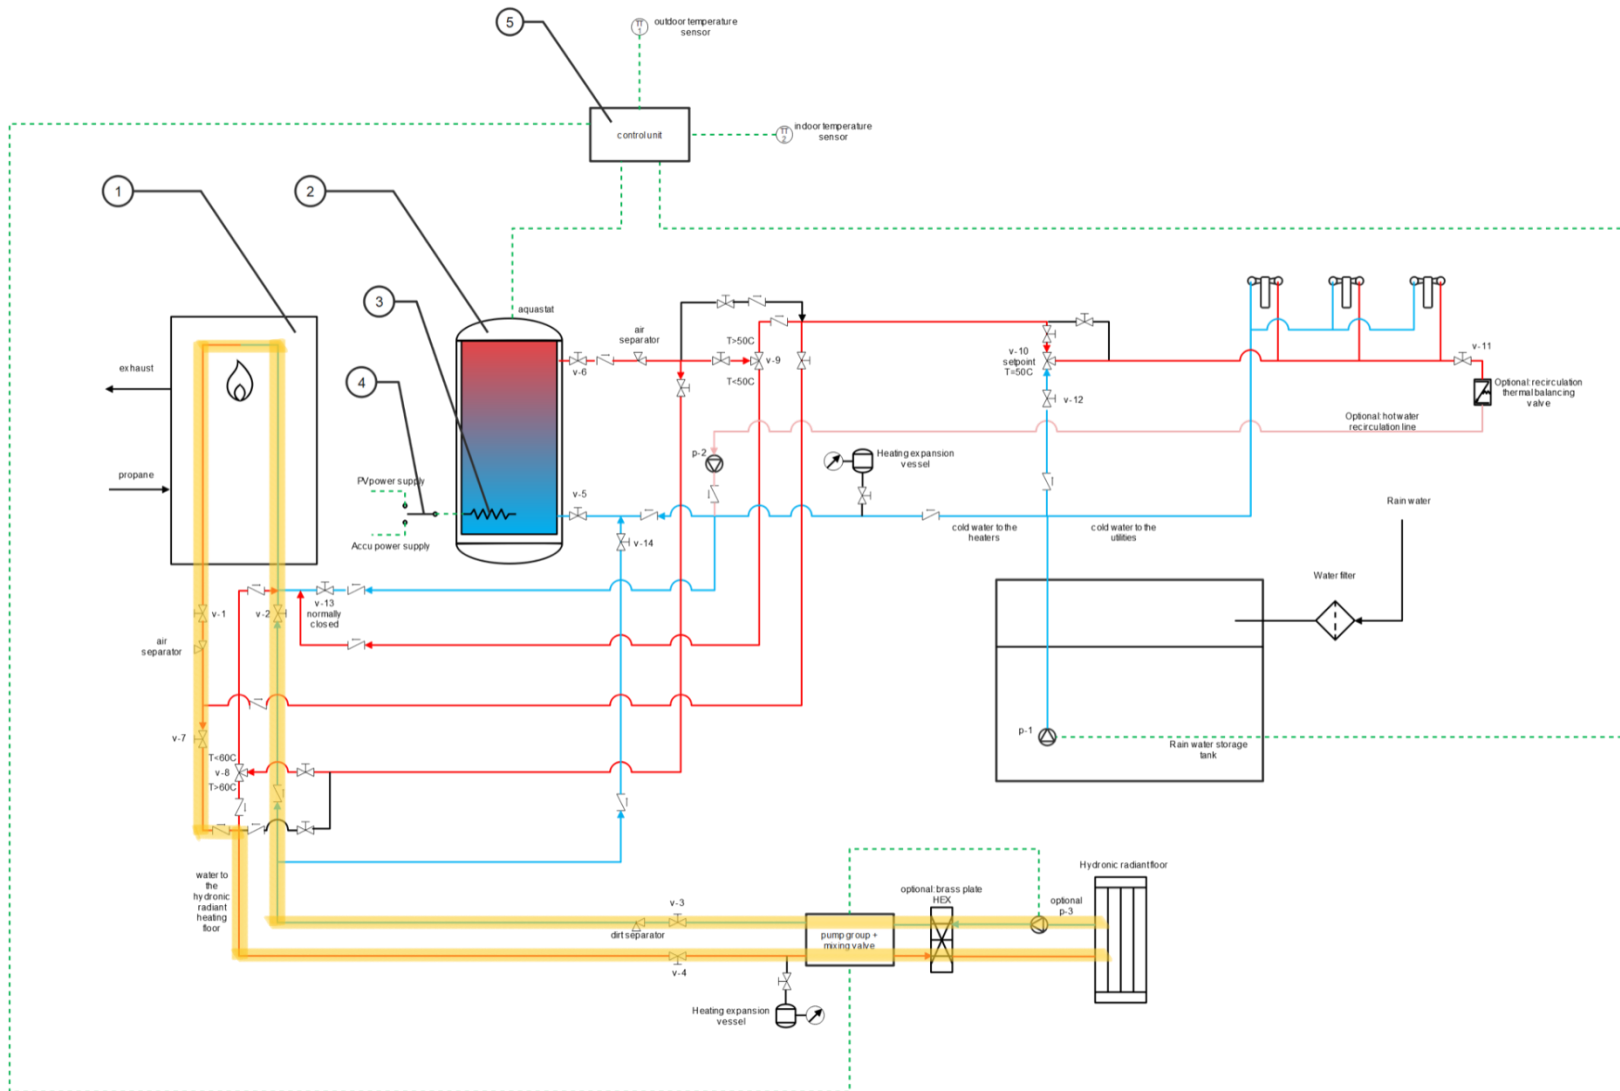 5
TT
1
outdoor temperature
sensor
control unit
TT
2
indoor temperature
sensor
1
2
3
4
aquastat
air
separator
v-6
T>50C
v-9
T<50C
v-10
setpoint
T=50C
v-11
v-12
Optional: recirculation
thermal balancing
valve
Optional: hot water
recirculation line
exhaust
propane
PV power supply
Accu power supply
p-2
Heating expansion
vessel
v-5
v-14
cold water to the
heaters
cold water to the
utilities
Rain water
Water filter
v-1
v-2
v-13
normally
closed
air
separator
v-7
T<60C
v-8
T>60C
p-1
Rain water storage
tank
water to
the
hydronic
radiant
heating
floor
v-3
dirt separator
v-4
pump group +
mixing valve
optional: brass plate
HEX
optional
p-3
Hydronic radiant floor
Heating expansion
vessel